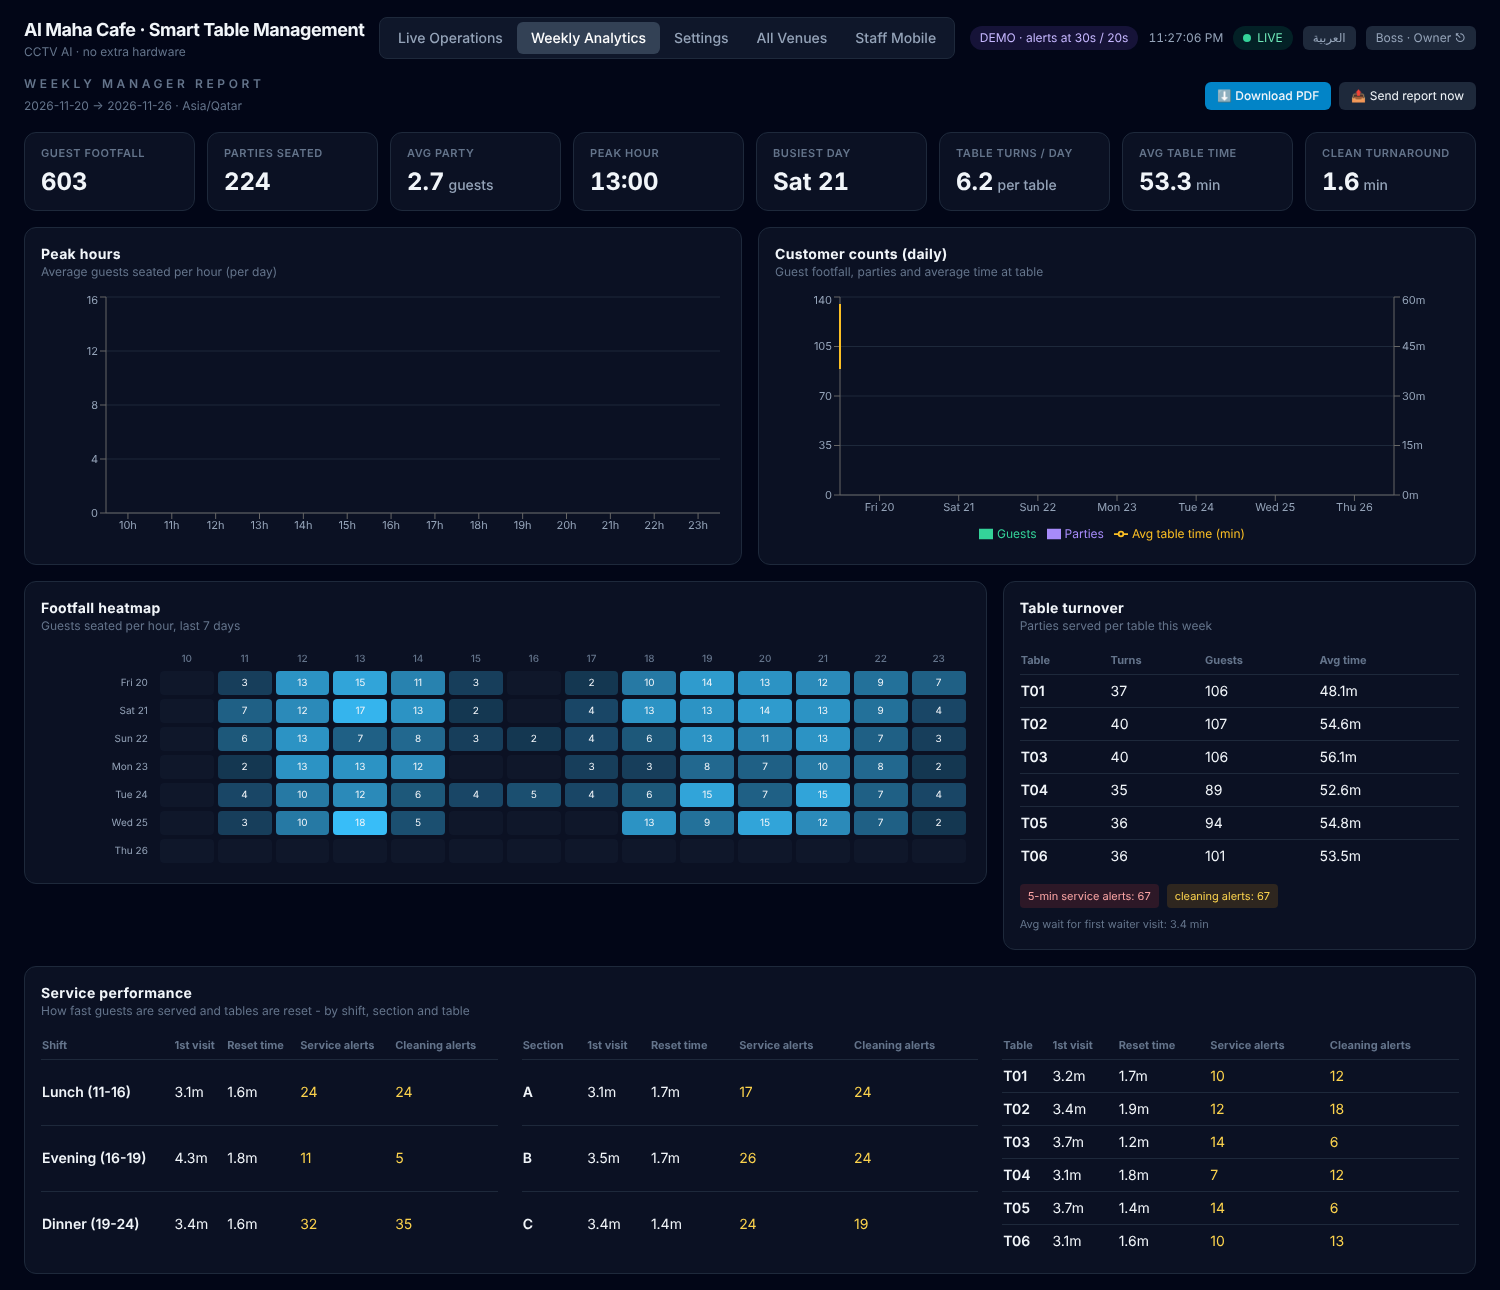 Al Maha Cafe · Smart Table Management
CCTV AI · no extra hardware
Live Operations Weekly Analytics Settings All Venues Staff Mobile
DEMO · alerts at 30s / 20s 11:27:06 PM LIVE العربية Boss · Owner ⎋
WEEKLY MANAGER REPORT
2026-11-20 → 2026-11-26 · Asia/Qatar
Download PDF Send report now
GUEST FOOTFALL
603
PARTIES SEATED
224
AVG PARTY
2.7 guests
PEAK HOUR
13:00
BUSIEST DAY
Sat 21
TABLE TURNS / DAY
6.2 per table
AVG TABLE TIME
53.3 min
CLEAN TURNAROUND
1.6 min
Peak hours
Average guests seated per hour (per day)
16
12
8
4
0
10h 11h 12h 13h 14h 15h 16h 17h 18h 19h 20h 21h 22h 23h
Customer counts (daily)
Guest footfall, parties and average time at table
140 60m
105 45m
70 30m
35 15m
0 0m
Fri 20 Sat 21 Sun 22 Mon 23 Tue 24 Wed 25 Thu 26
Guests Parties Avg table time (min)
Footfall heatmap
Guests seated per hour, last 7 days
10 11 12 13 14 15 16 17 18 19 20 21 22 23
Fri 20 3 13 15 11 3 2 10 14 13 12 9 7
Sat 21 7 12 17 13 2 4 13 13 14 13 9 4
Sun 22 6 13 7 8 3 2 4 6 13 11 13 7 3
Mon 23 2 13 13 12 3 3 8 7 10 8 2
Tue 24 4 10 12 6 4 5 4 6 15 7 15 7 4
Wed 25 3 10 18 5 13 9 15 12 7 2
Thu 26
Table turnover
Parties served per table this week
Table Turns Guests Avg time
T01 37 106 48.1m
T02 40 107 54.6m
T03 40 106 56.1m
T04 35 89 52.6m
T05 36 94 54.8m
T06 36 101 53.5m
5-min service alerts: 67 cleaning alerts: 67
Avg wait for first waiter visit: 3.4 min
Service performance
How fast guests are served and tables are reset - by shift, section and table
Shift 1st visit Reset time Service alerts Cleaning alerts
Lunch (11-16) 3.1m 1.6m 24 24
Evening (16-19) 4.3m 1.8m 11 5
Dinner (19-24) 3.4m 1.6m 32 35
Section 1st visit Reset time Service alerts Cleaning alerts
A 3.1m 1.7m 17 24
B 3.5m 1.7m 26 24
C 3.4m 1.4m 24 19
Table 1st visit Reset time Service alerts Cleaning alerts
T01 3.2m 1.7m 10 12
T02 3.4m 1.9m 12 18
T03 3.7m 1.2m 14 6
T04 3.1m 1.8m 7 12
T05 3.7m 1.4m 14 6
T06 3.1m 1.6m 10 13